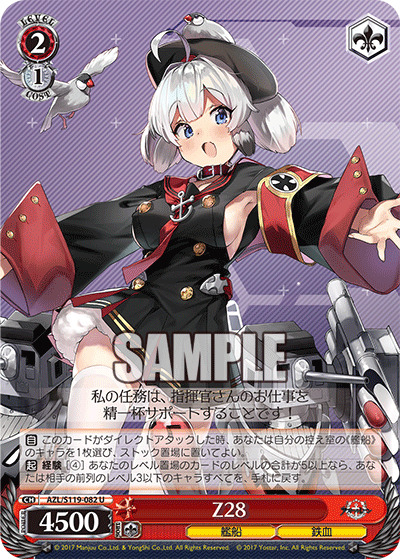 LEVEL
2
1
COST
SAMPLE
私の任務は、指揮官さんのお仕事を
精一杯サポートすることです!
自 このカードがダイレクトアタックした時、あなたは自分の控え室の《艦船》
のキャラを1枚選び、ストック置場に置いてよい。
起 経験 [④] あなたのレベル置場のカードのレベルの合計が5以上なら、あな
たは相手の前列のレベル3以下のキャラすべてを、手札に戻す。
CH AZL/S119-082 U
4500
Z28
艦船
鉄血
© 2017 Manjuu Co.,Ltd. & YongShi Co.,Ltd. All Rights Reserved. © 2017 Yostar, Inc. All Rights Reserved.